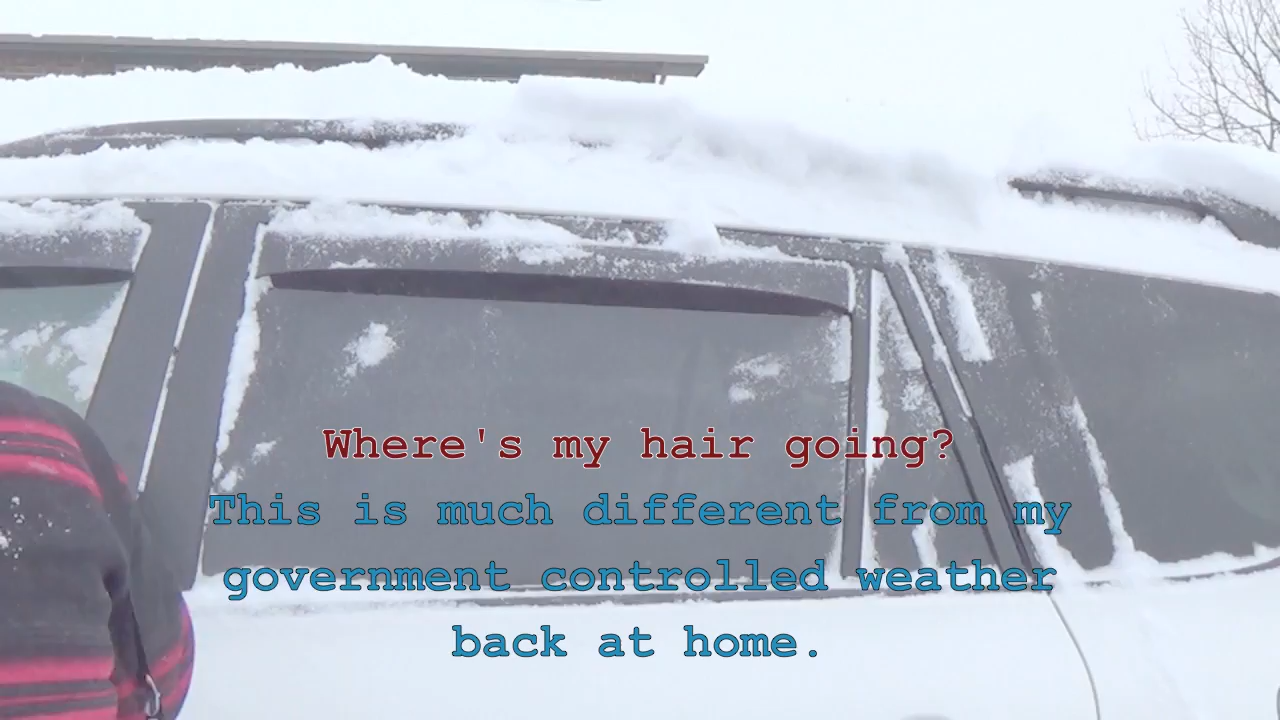 Where's my hair going?
This is much different from my
government controlled weather
back at home.